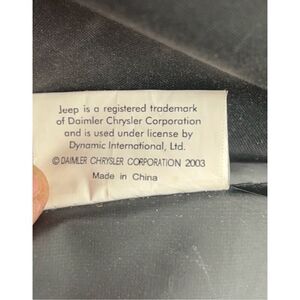 Jeep is a registered trademark
of Daimler Chrysler Corporation
and is used under license by
Dynamic International, Ltd.
© DAIMLER CHRYSLER CORPORATION 2003
Made in China